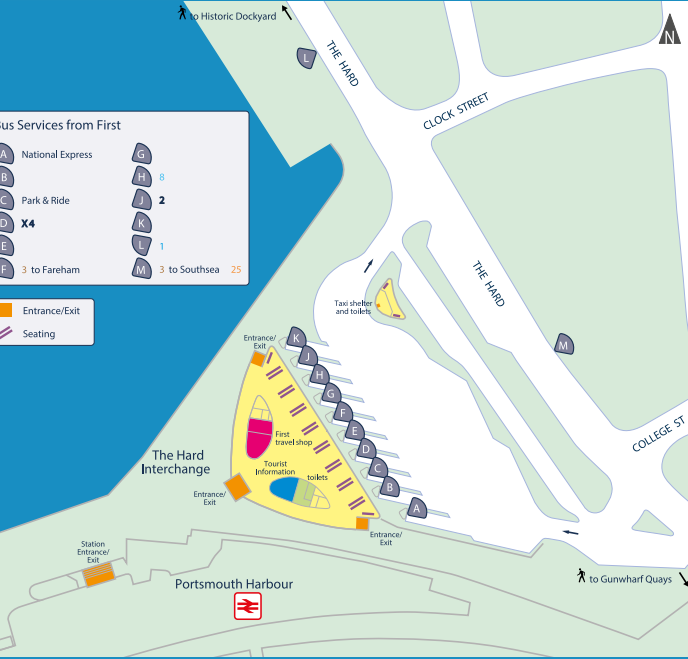 to Historic Dockyard
N
L
THE HARD
CLOCK STREET
us Services from First
A National Express G
B H 8
C Park & Ride J 2
D X4 K
E L 1
F 3 to Fareham M 3 to Southsea 25
Entrance/Exit
Seating
THE HARD
Taxi shelter
and toilets
Entrance/
Exit
K
J
H
G
F
E
D
C
B
A
M
COLLEGE ST
First
travel shop
The Hard
Interchange
Tourist
Information
toilets
Entrance/
Exit
Entrance/
Exit
Station
Entrance/
Exit
Portsmouth Harbour
to Gunwharf Quays